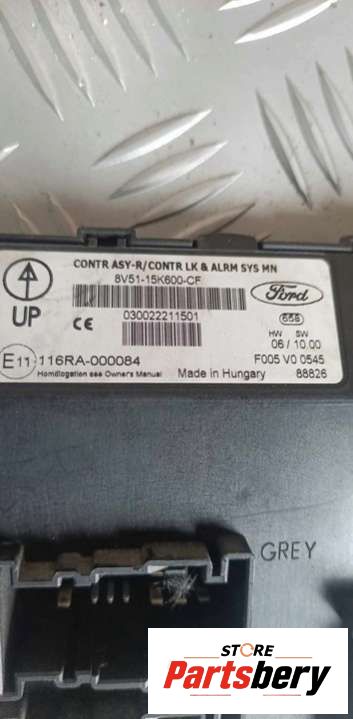 CONTR ASY-R/CONTR LK & ALRM SYS MN
8V51-15K600-CF
Ford
UP
CE
030022211501
558
HW SW
06 / 10.00
E11 116RA-000084
F005 V0 0545
Homologation see Owner's Manual
Made in Hungary
88826
GREY
STORE
Partsbery